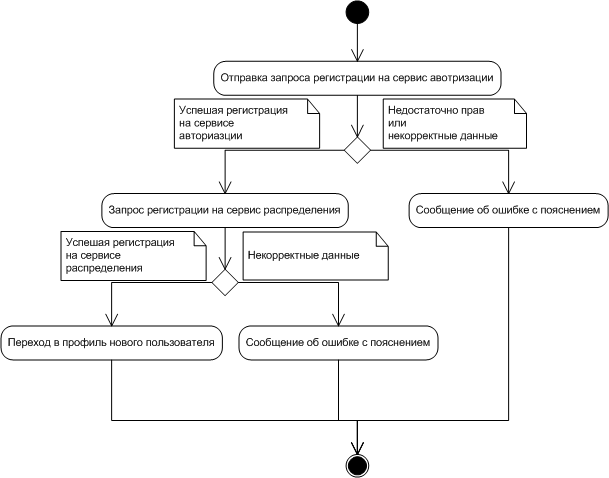 Отправка запроса регистрации на сервис авотризации
Успешая регистрация
на сервисе
авториазции
Недостаточно прав
или
некорректные данные
Запрос регистрации на сервис распределения
Сообщение об ошибке с пояснением
Успешая регистрация
на сервисе
распределения
Некорректные данные
Переход в профиль нового пользователя
Сообщение об ошибке с пояснением